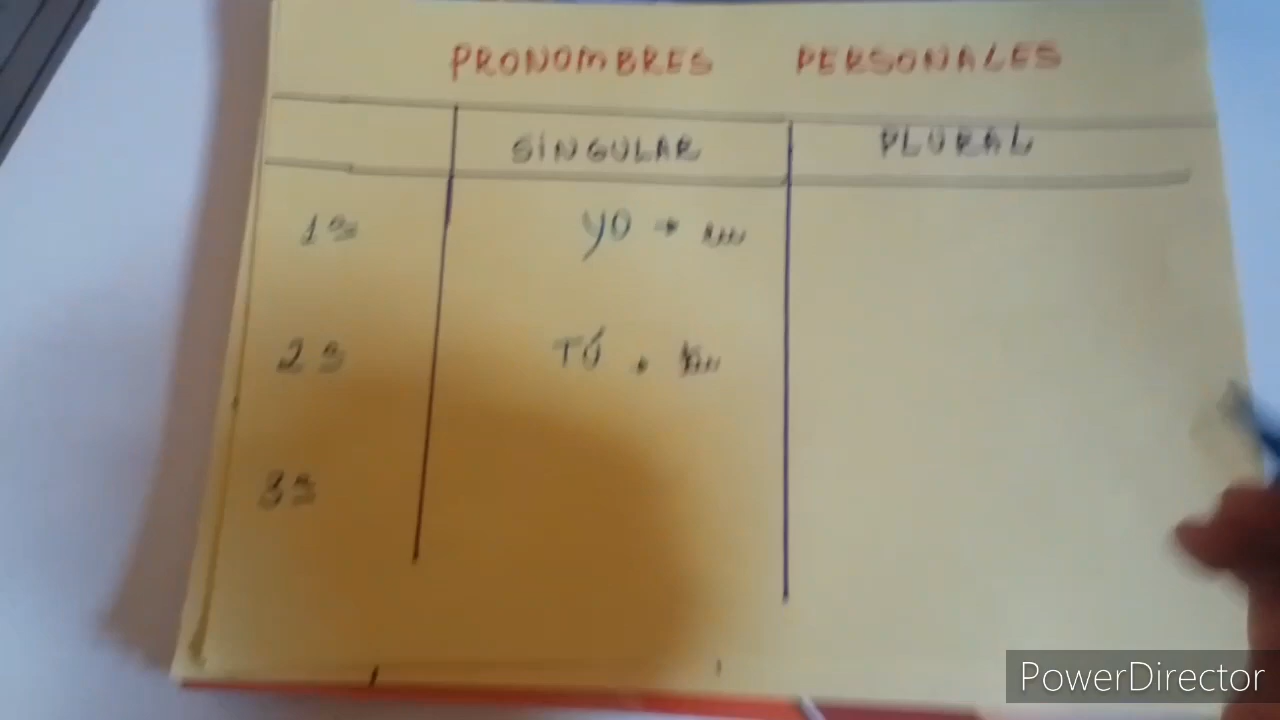 PRONOMBRES PERSONALES
SINGULAR PLURAL
1ª YO
2ª TÚ
3ª
PowerDirector